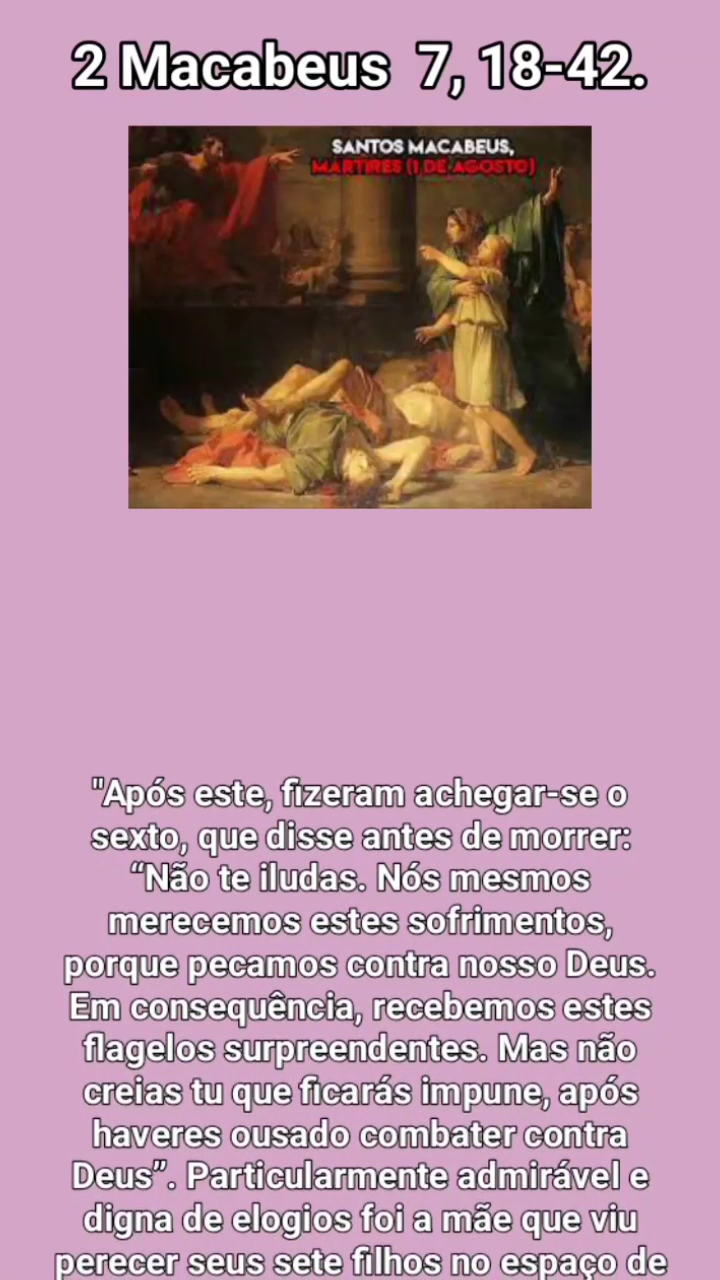 2 Macabeus 7, 18-42.
SANTOS MACABEUS,
MÁRTIRES (1 DE AGOSTO)
"Após este, fizeram achegar-se o
sexto, que disse antes de morrer:
“Não te iludas. Nós mesmos
merecemos estes sofrimentos,
porque pecamos contra nosso Deus.
Em consequência, recebemos estes
flagelos surpreendentes. Mas não
creias tu que ficarás impune, após
haveres ousado combater contra
Deus”. Particularmente admirável e
digna de elogios foi a mãe que viu
perecer seus sete filhos no espaço de